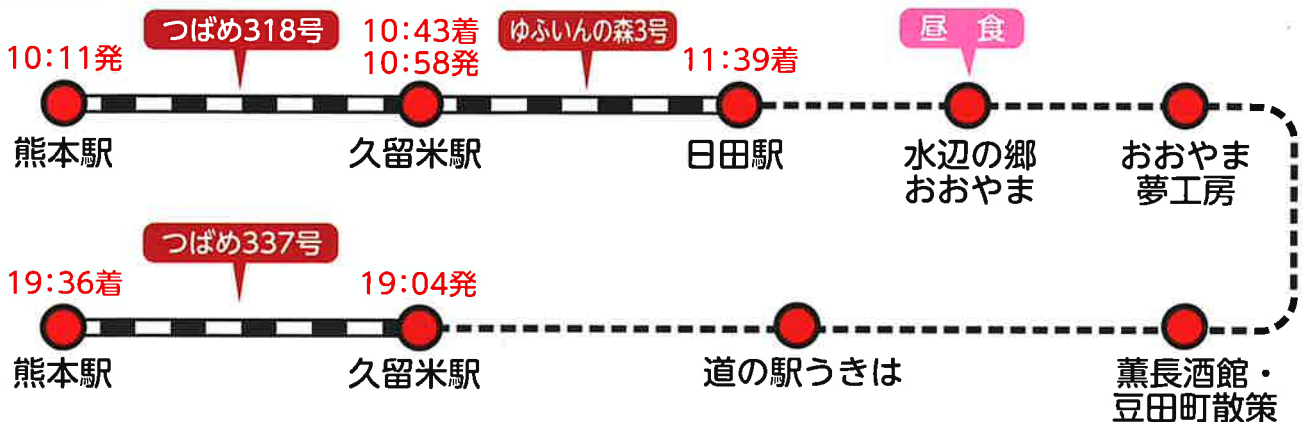 つばめ318号
10:43着
ゆふいんの森3号
昼 食
10:11発
10:58発
11:39着
熊本駅
久留米駅
日田駅
水辺の郷
おおやま
おおやま
夢工房
つばめ337号
19:36着
19:04発
熊本駅
久留米駅
道の駅うきは
薫長酒館・
豆田町散策